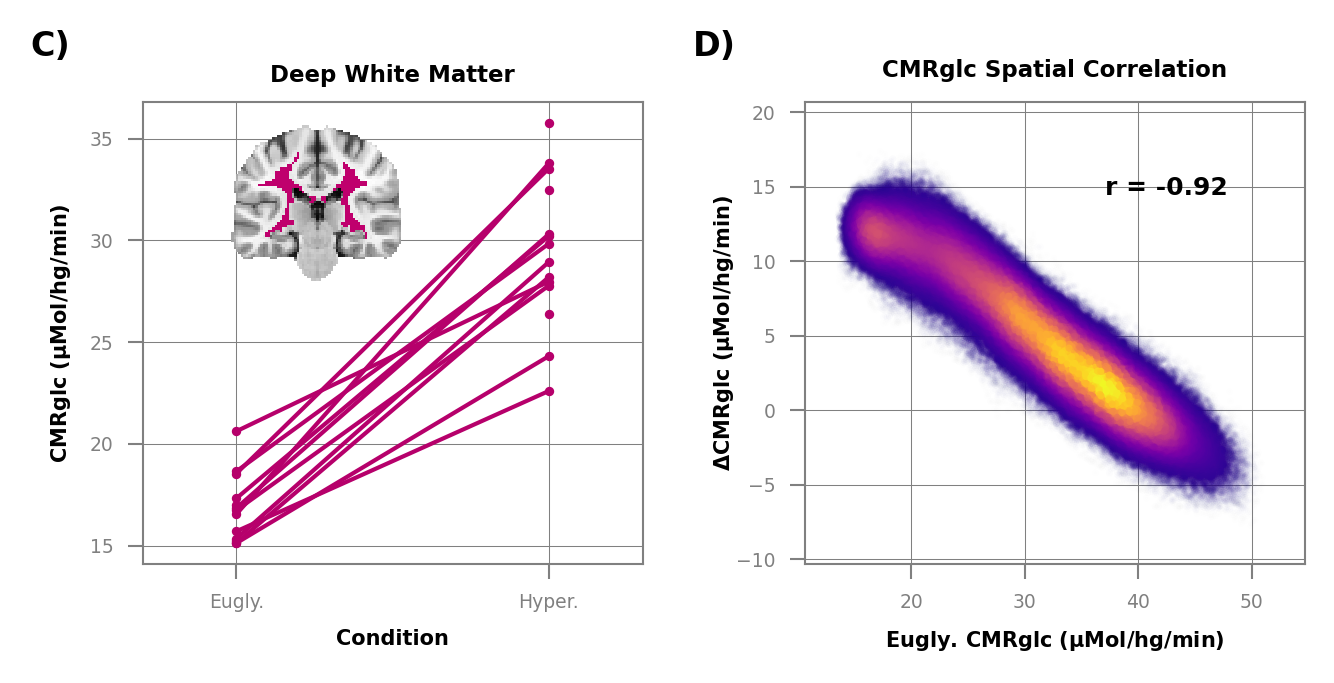 C)
Deep White Matter
CMRglc (μMol/hg/min)
35
30
25
20
15
Eugly.
Hyper.
Condition
D)
CMRglc Spatial Correlation
r = -0.92
ΔCMRglc (μMol/hg/min)
20
15
10
5
0
−5
−10
20
30
40
50
Eugly. CMRglc (μMol/hg/min)